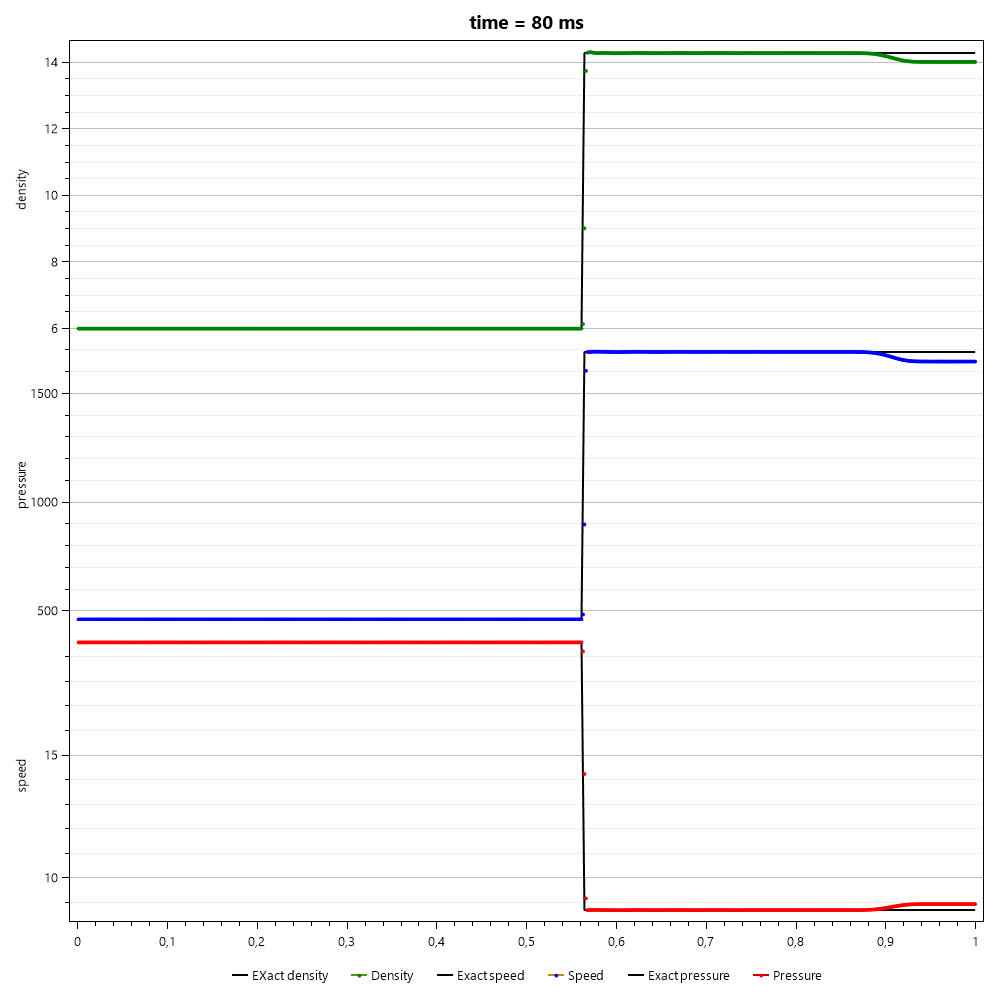 time = 80 ms
density
14
12
10
8
6
pressure
1500
1000
500
speed
15
10
0
0,1
0,2
0,3
0,4
0,5
0,6
0,7
0,8
0,9
1
EXact density
Density
Exact speed
Speed
Exact pressure
Pressure